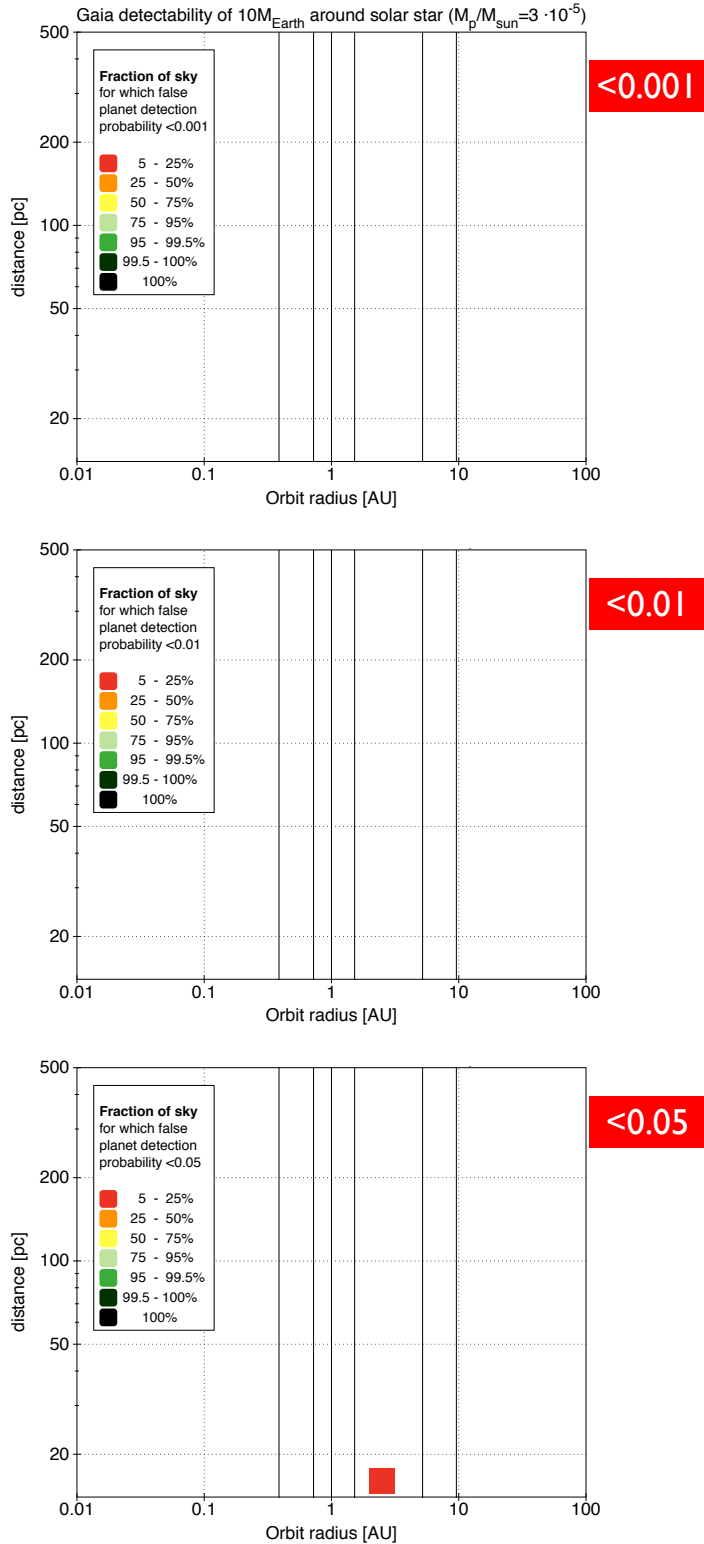 Gaia detectability of 10M_Earth around solar star (M_p/M_sun=3 ·10^-5)
500
200
100
50
20
distance [pc]
Fraction of sky
for which false
planet detection
probability <0.001
5 - 25%
25 - 50%
50 - 75%
75 - 95%
95 - 99.5%
99.5 - 100%
100%
<0.001
0.01
0.1
1
10
100
Orbit radius [AU]
500
200
100
50
20
distance [pc]
Fraction of sky
for which false
planet detection
probability <0.01
5 - 25%
25 - 50%
50 - 75%
75 - 95%
95 - 99.5%
99.5 - 100%
100%
<0.01
0.01
0.1
1
10
100
Orbit radius [AU]
500
200
100
50
20
distance [pc]
Fraction of sky
for which false
planet detection
probability <0.05
5 - 25%
25 - 50%
50 - 75%
75 - 95%
95 - 99.5%
99.5 - 100%
100%
<0.05
0.01
0.1
1
10
100
Orbit radius [AU]